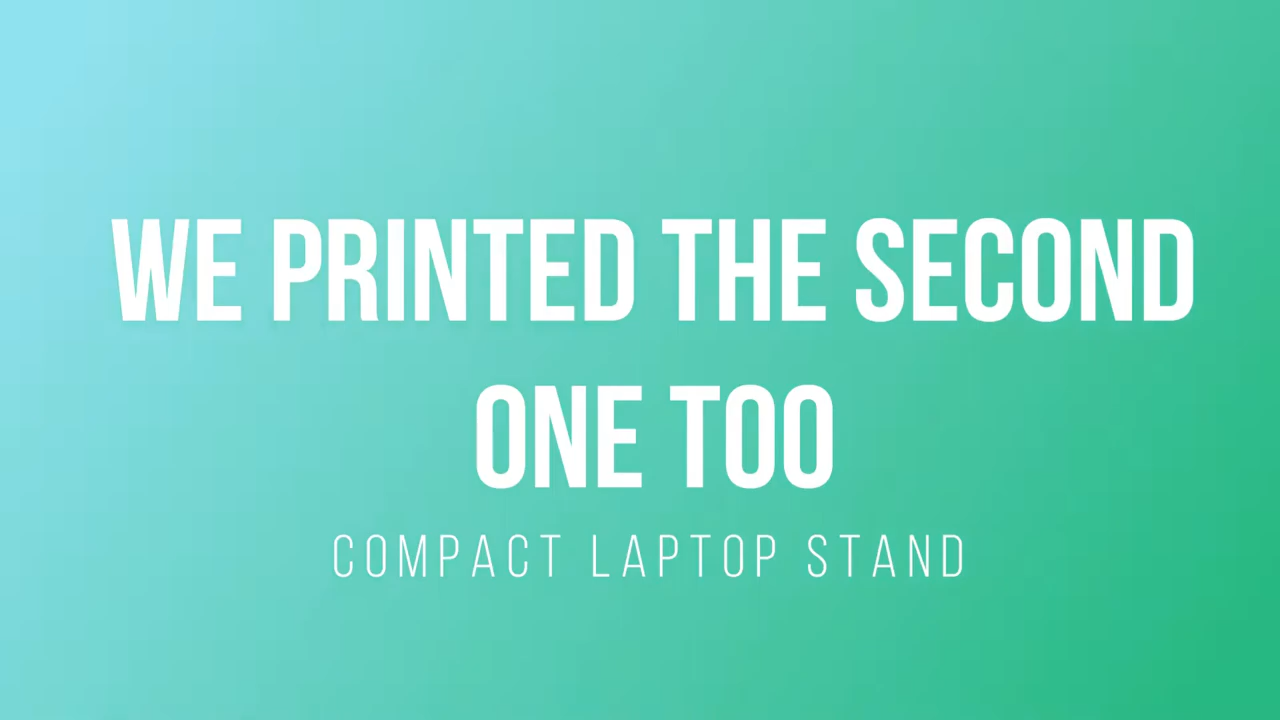 WE PRINTED THE SECOND
ONE TOO
COMPACT LAPTOP STAND